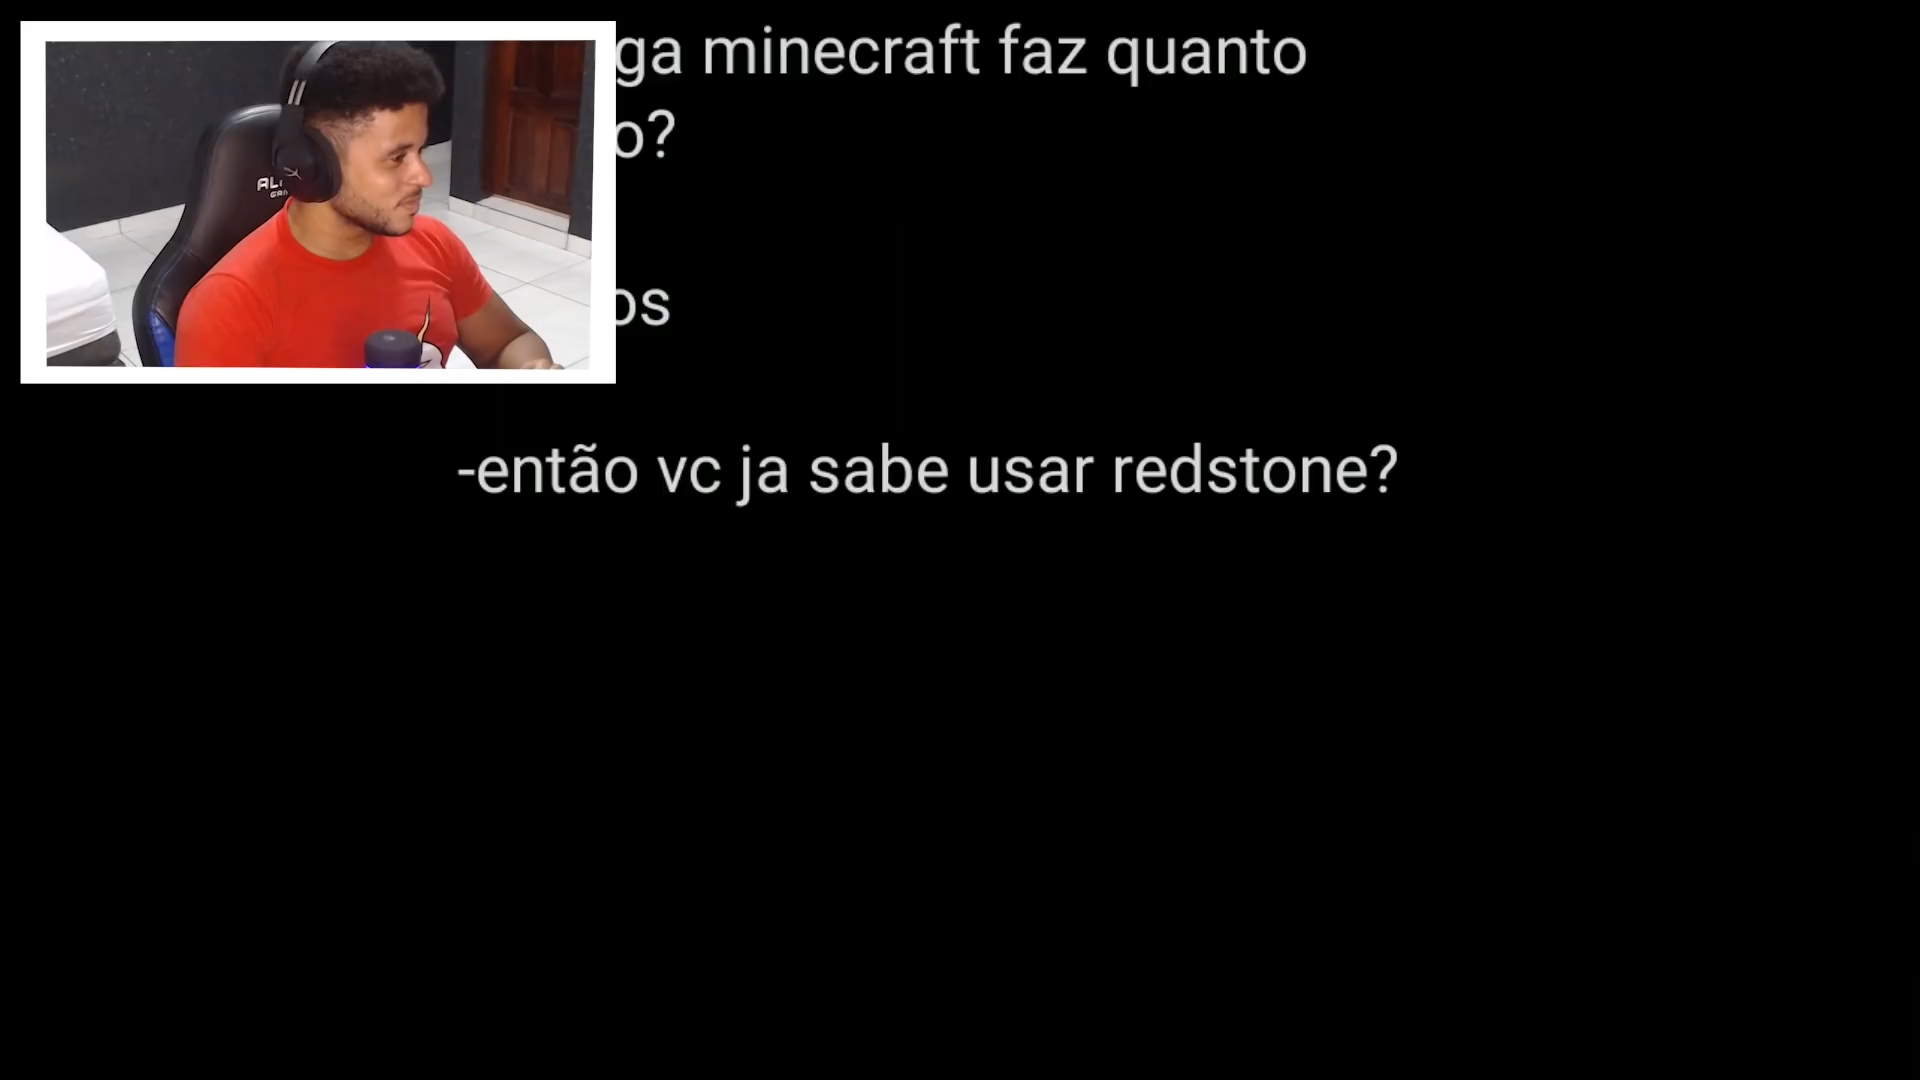 ga minecraft faz quanto
o?
os
-então vc ja sabe usar redstone?